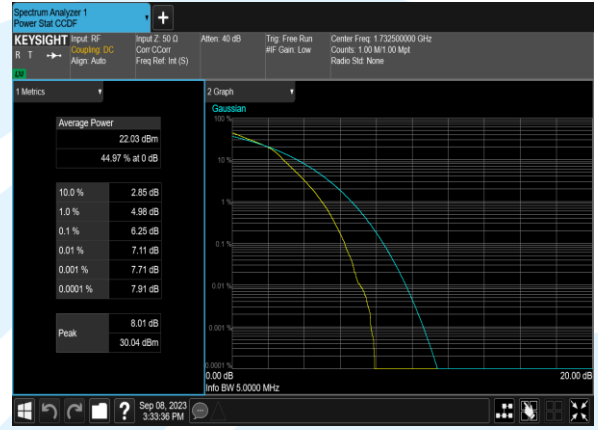 Spectrum Analyzer 1
Power Stat CCDF
+
KEYSIGHT
R T
LXI
Input: RF
Coupling: DC
Align: Auto
Input Z: 50 Ω
Corr CCorr
Freq Ref: Int (S)
Atten: 40 dB
Trig: Free Run
#IF Gain: Low
Center Freq: 1.732500000 GHz
Counts: 1.00 M/1.00 Mpt
Radio Std: None
1 Metrics
Average Power
22.03 dBm
44.97 % at 0 dB
10.0 % 2.85 dB
1.0 % 4.98 dB
0.1 % 6.25 dB
0.01 % 7.11 dB
0.001 % 7.71 dB
0.0001 % 7.91 dB
Peak
8.01 dB
30.04 dBm
2 Graph
Gaussian
100 %
10 %
1 %
0.1 %
0.01 %
0.001 %
0.0001 %
0.00 dB
20.00 dB
Info BW 5.0000 MHz
?
Sep 08, 2023
3:33:36 PM